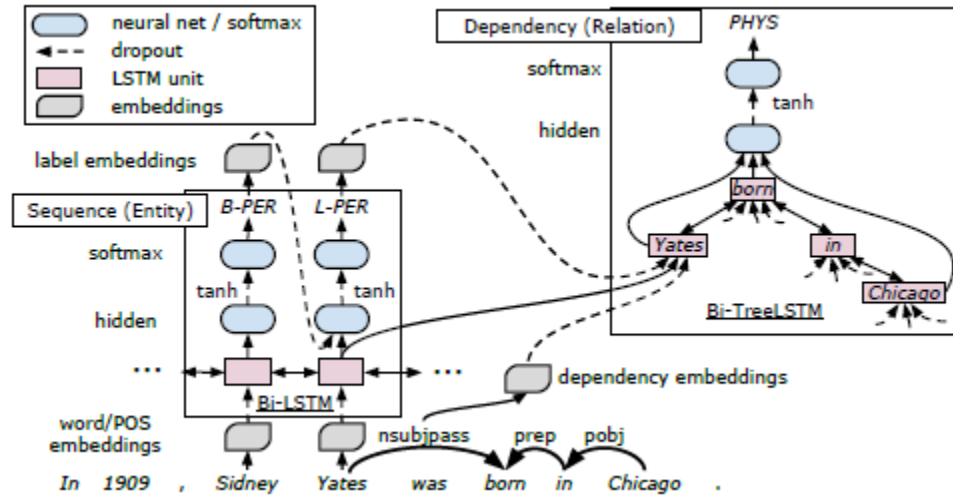 neural net / softmax
dropout
LSTM unit
embeddings
Dependency (Relation)
PHYS
softmax
tanh
hidden
born
Yates
in
Chicago
Bi-TreeLSTM
label embeddings
Sequence (Entity)
B-PER L-PER
softmax
tanh tanh
hidden
... ...
Bi-LSTM
dependency embeddings
word/POS
embeddings
nsubjpass prep pobj
In 1909 , Sidney Yates was born in Chicago .